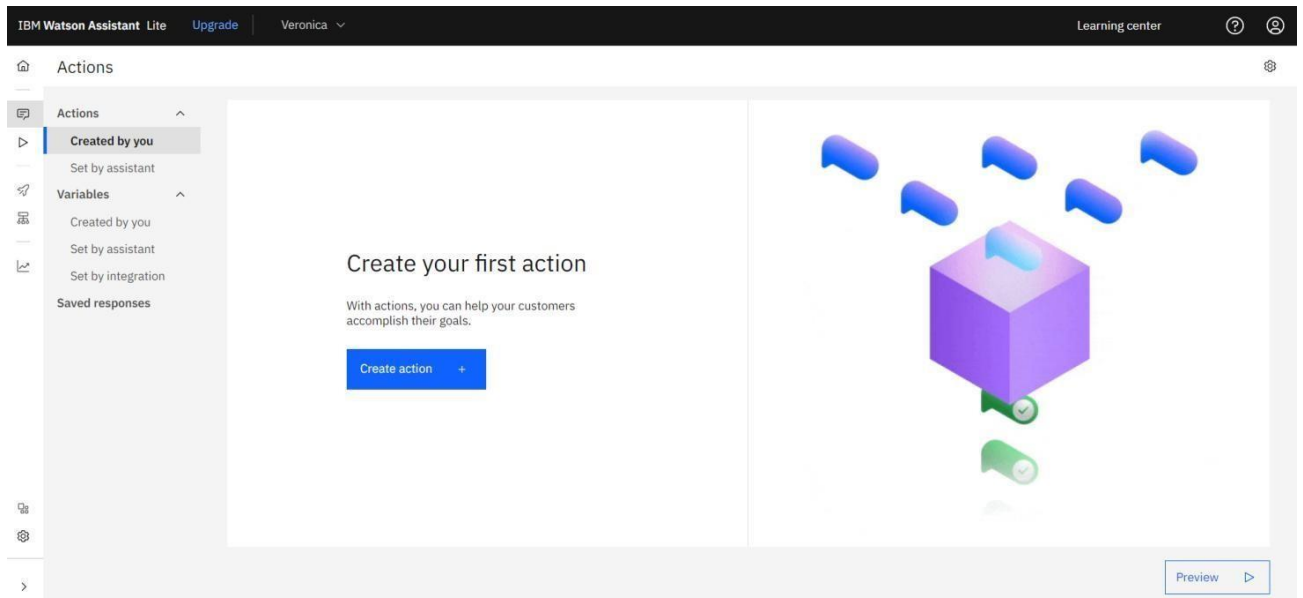 IBM Watson Assistant Lite Upgrade Veronica Learning center
Actions
Actions
Created by you
Set by assistant
Variables
Created by you
Set by assistant
Set by integration
Saved responses
Create your first action
With actions, you can help your customers
accomplish their goals.
Create action +
Preview